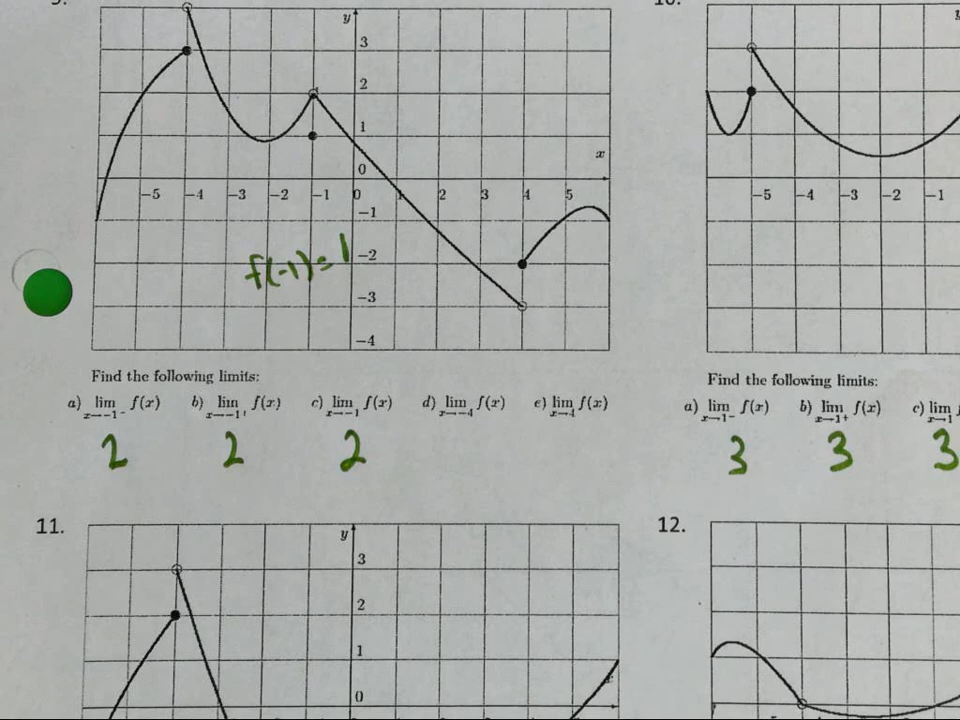 y
3
2
1
x
0
−5 −4 −3 −2 −1 0 2 3 4 5
−1
f(-1)=1
−2
−3
−4
−5 −4 −3 −2 −1
Find the following limits:
a) lim x→−1⁻ f(x) b) lim x→−1⁺ f(x) c) lim x→−1 f(x) d) lim x→−4 f(x) e) lim x→4 f(x)
2 2 2
Find the following limits:
a) lim x→1⁻ f(x) b) lim x→1⁺ f(x) c) lim x→1
3 3 3
11.
y
3
2
1
0
12.